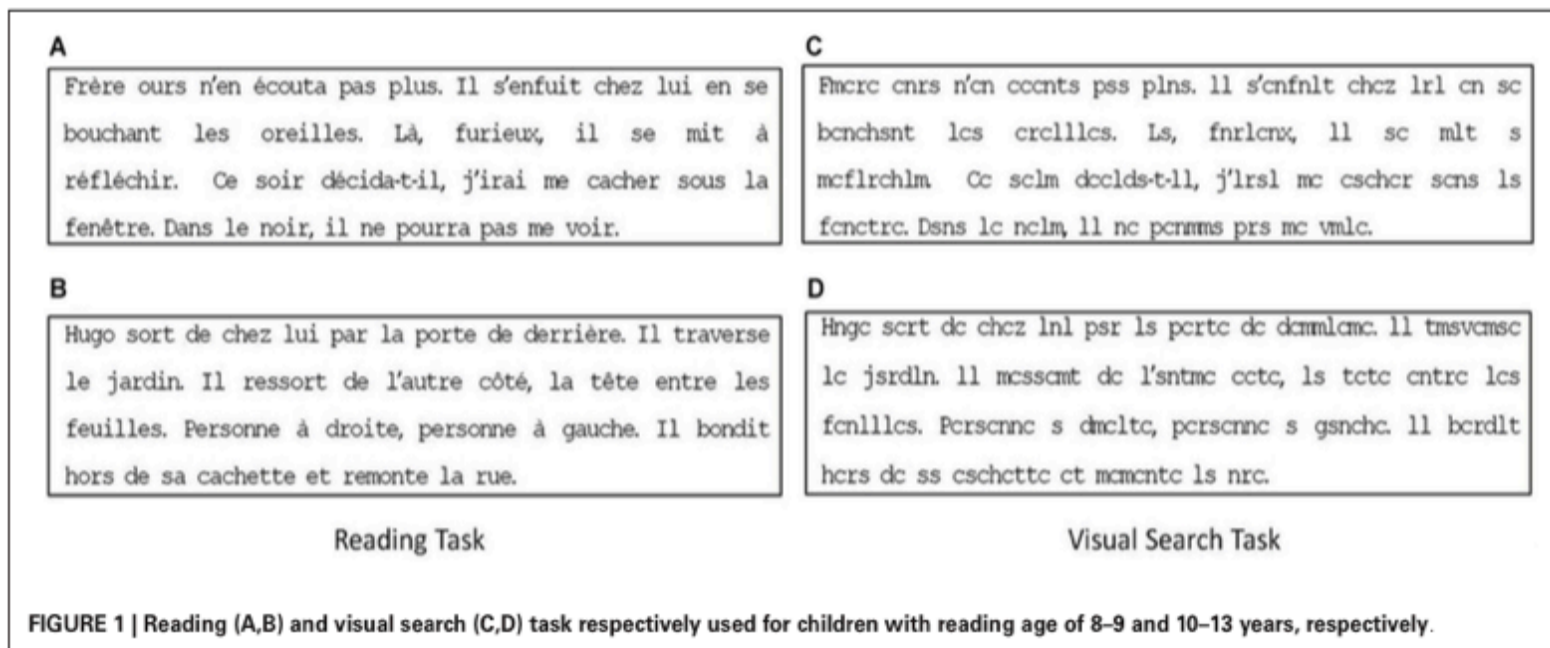 A
Frère ours n'en écouta pas plus. Il s'enfuit chez lui en se
bouchant les oreilles. Là, furieux, il se mit à
réfléchir. Ce soir décida-t-il, j'irai me cacher sous la
fenêtre. Dans le noir, il ne pourra pas me voir.
B
Hugo sort de chez lui par la porte de derrière. Il traverse
le jardin. Il ressort de l'autre côté, la tête entre les
feuilles. Personne à droite, personne à gauche. Il bondit
hors de sa cachette et remonte la rue.
Reading Task
C
Fmcrc cnrs n'cn cccnts pss plns. ll s'cnfnlt chcz lrl cn sc
bcnchsnt lcs crclllcs. Ls, fnrlcnx, ll sc mlt s
mcflrchlm. Cc sclm dcclds-t-ll, j'lrsl mc cschcr scns ls
fcnctrc. Dsns lc nclm, ll nc pcnmms prs mc vmlc.
D
Hngc scrt dc chcz lnl psr ls pcrtc dc dcmmlcmc. ll tmsvcmsc
lc jsrdln. ll mcsscmt dc l'sntmc cctc, ls tctc cntrc lcs
fcnlllcs. Pcrscnnc s dmcltc, pcrscnnc s gsnchc. ll bcrdlt
hcrs dc ss cschcttc ct mcmcntc ls nrc.
Visual Search Task
FIGURE 1 | Reading (A,B) and visual search (C,D) task respectively used for children with reading age of 8–9 and 10–13 years, respectively.